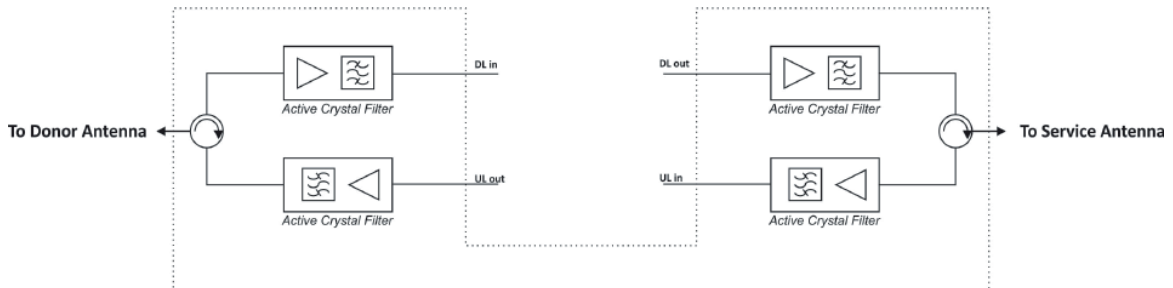 DL in
DL out
Active Crystal Filter
Active Crystal Filter
To Donor Antenna
To Service Antenna
UL out
UL in
Active Crystal Filter
Active Crystal Filter